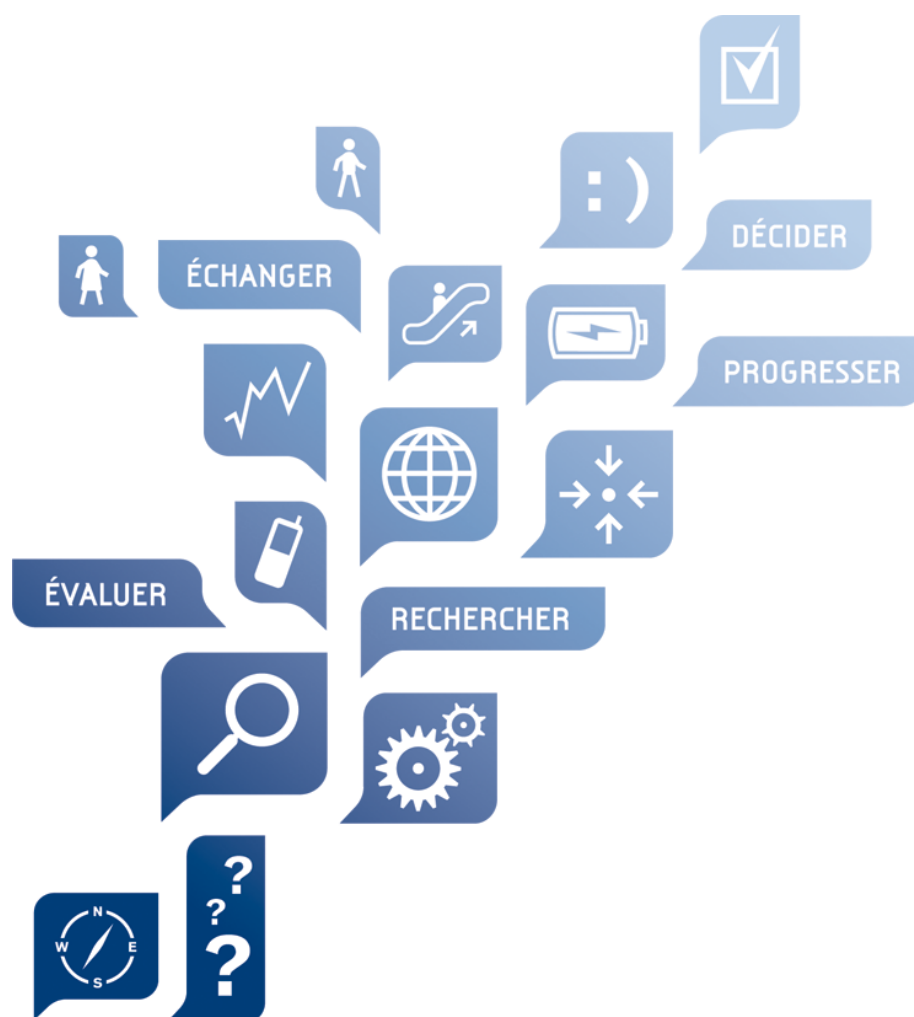 :)
DÉCIDER
ÉCHANGER
PROGRESSER
ÉVALUER
RECHERCHER
?
?
?
N
W E
S